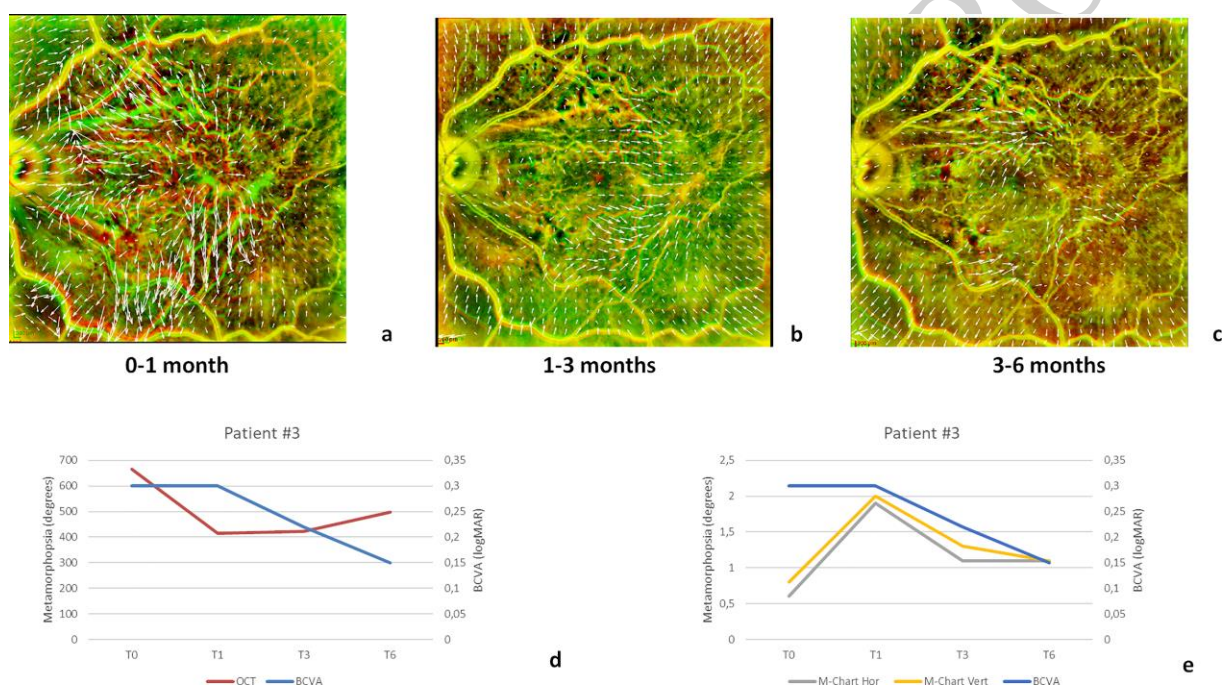 a
b
c
0-1 month
1-3 months
3-6 months
Patient #3
700
600
500
400
300
200
100
0
Metamorphopsia (degrees)
0,35
0,3
0,25
0,2
0,15
0,1
0,05
0
BCVA (logMAR)
T0 T1 T3 T6
OCT BCVA
d
Patient #3
2,5
2
1,5
1
0,5
0
Metamorphopsia (degrees)
0,35
0,3
0,25
0,2
0,15
0,1
0,05
0
BCVA (logMAR)
T0 T1 T3 T6
M-Chart Hor M-Chart Vert BCVA
e